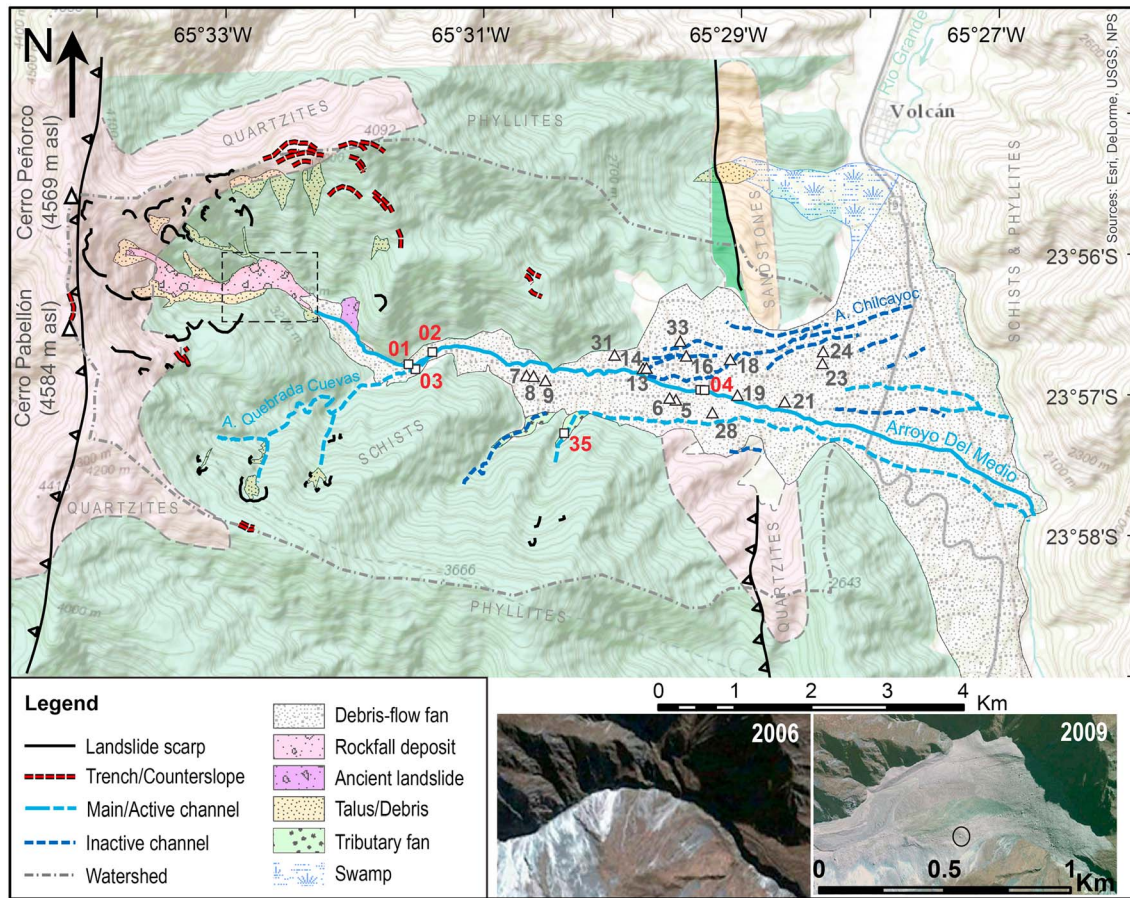 N
65°33'W
65°31'W
65°29'W
65°27'W
Sources: Esri, DeLorme, USGS, NPS
Rio Grande
Volcán
QUARTZITES
4092
PHYLLITES
SCHISTS & PHYLLITES
SANDSTONES
Cerro Peñorco
(4569 m asl)
23°56'S
A. Chilcayoc
Cerro Pabellón
(4584 m asl)
01
02
03
31
33
14
13
16
18
24
23
04
7
8
9
6
5
19
21
28
35
A. Quebrada Cuevas
SCHISTS
Arroyo Del Medio
QUARTZITES
23°58'S
3666
2643
PHYLLITES
QUARTZITES
4000 m
Legend
Landslide scarp
Trench/Counterslope
Main/Active channel
Inactive channel
Watershed
Debris-flow fan
Rockfall deposit
Ancient landslide
Talus/Debris
Tributary fan
Swamp
0 1 2 3 4 Km
2006
2009
0 0.5 1
Km